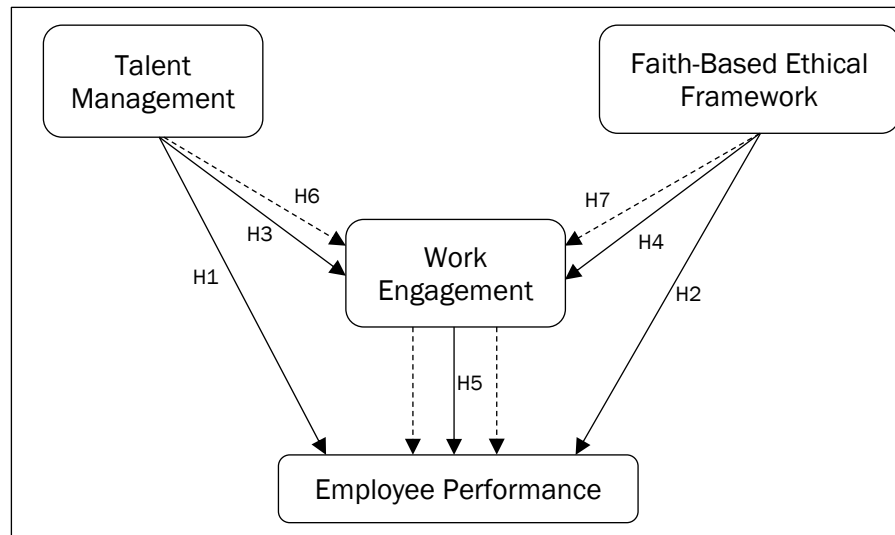 Talent
Management
Faith-Based Ethical
Framework
H6
H7
H3
H4
Work
Engagement
H1
H2
H5
Employee Performance